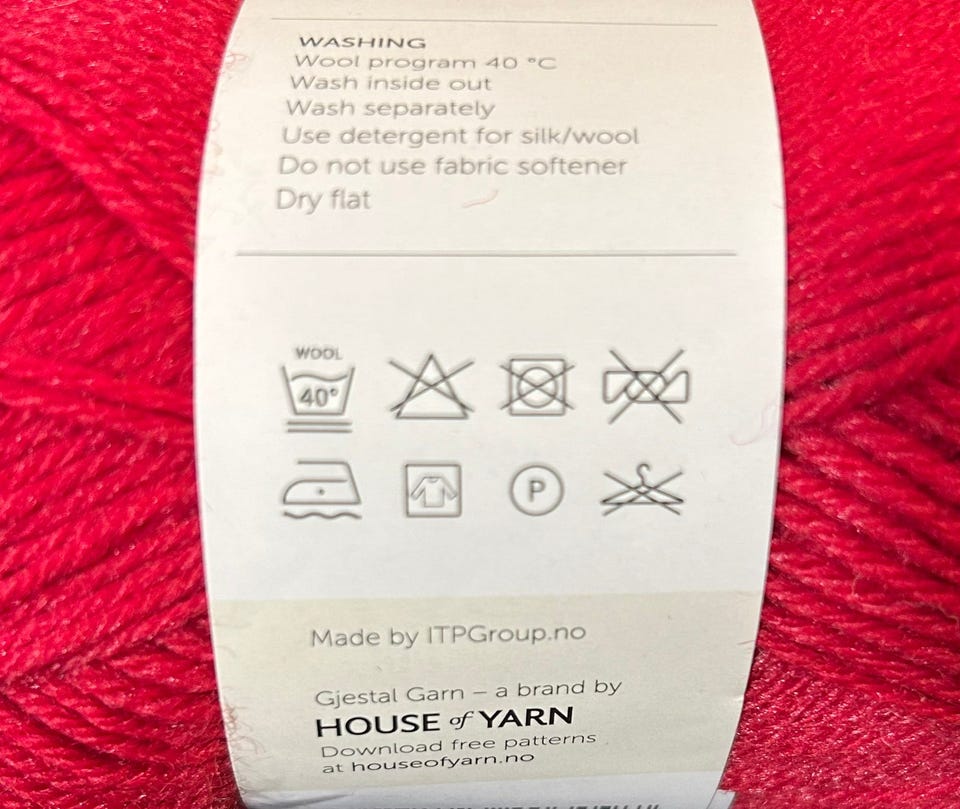 WASHING
Wool program 40 °C
Wash inside out
Wash separately
Use detergent for silk/wool
Do not use fabric softener
Dry flat
WOOL
40°
P
Made by ITPGroup.no
Gjestal Garn – a brand by
HOUSE of YARN
Download free patterns
at houseofyarn.no